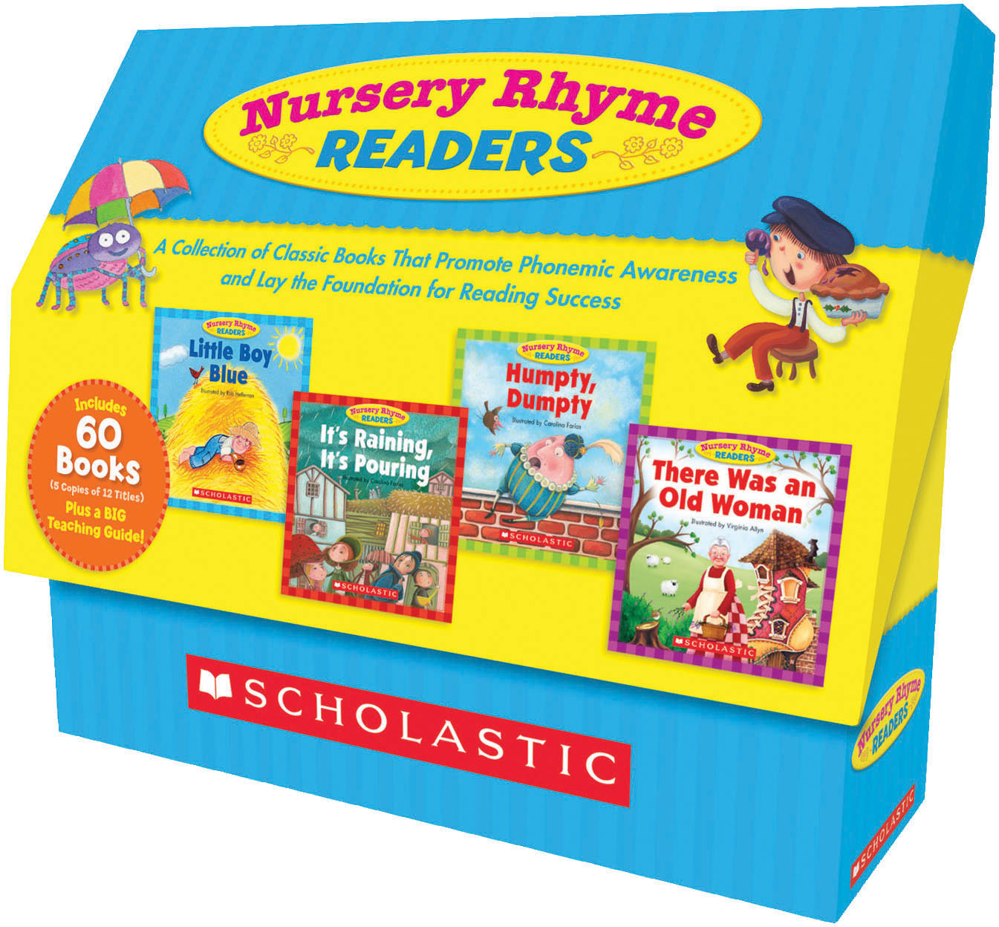 Nursery Rhyme
READERS
A Collection of Classic Books That Promote Phonemic Awareness
and Lay the Foundation for Reading Success
Nursery Rhyme
READERS
Little Boy
Blue
Illustrated by Rob Hefferan
SCHOLASTIC
Nursery Rhyme
READERS
It's Raining,
It's Pouring
Illustrated by Carolina Farías
SCHOLASTIC
Nursery Rhyme
READERS
Humpty,
Dumpty
Illustrated by Carolina Farías
SCHOLASTIC
Nursery Rhyme
READERS
There Was an
Old Woman
Illustrated by Virginia Allyn
SCHOLASTIC
Includes
60
Books
(5 Copies of 12 Titles)
Plus a BIG
Teaching Guide!
SCHOLASTIC
Nursery Rhyme
READERS
SCHOLASTIC